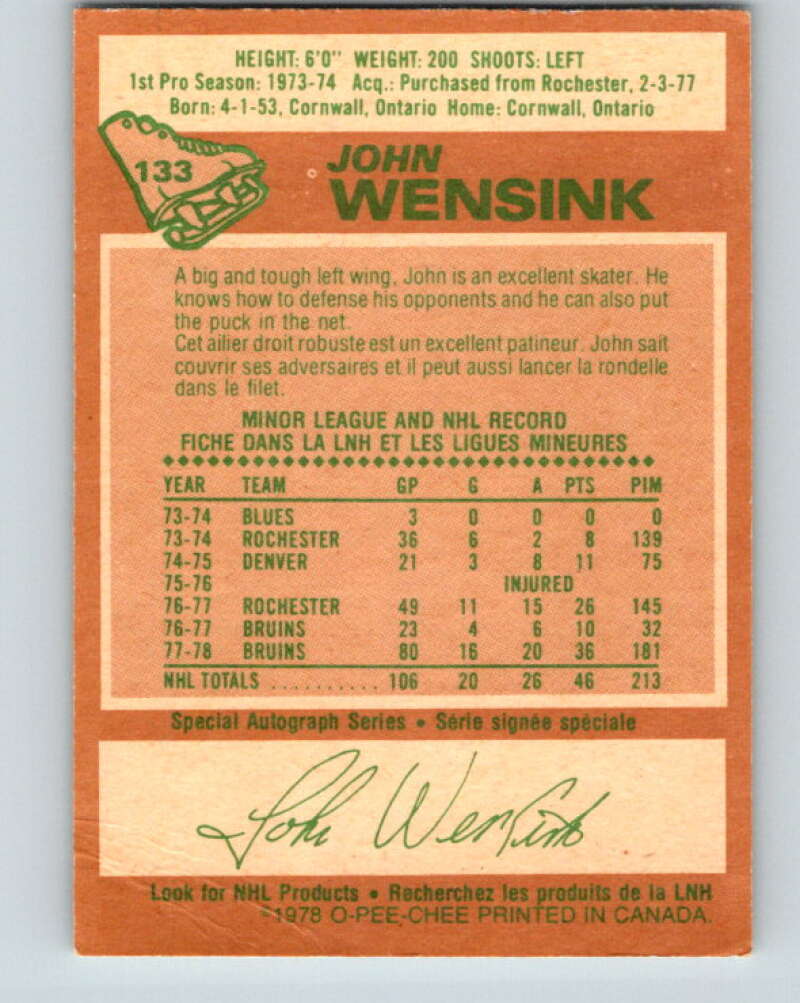 HEIGHT: 6'0" WEIGHT: 200 SHOOTS: LEFT
1st Pro Season: 1973-74 Acq.: Purchased from Rochester, 2-3-77
Born: 4-1-53, Cornwall, Ontario Home: Cornwall, Ontario
133
JOHN
WENSINK
A big and tough left wing, John is an excellent skater. He
knows how to defense his opponents and he can also put
the puck in the net.
Cet ailier droit robuste est un excellent patineur. John sait
couvrir ses adversaires et il peut aussi lancer la rondelle
dans le filet.
MINOR LEAGUE AND NHL RECORD
FICHE DANS LA LNH ET LES LIGUES MINEURES
YEAR TEAM GP G A PTS PIM
73-74 BLUES 3 0 0 0 0
73-74 ROCHESTER 36 6 2 8 139
74-75 DENVER 21 3 8 11 75
75-76 INJURED
76-77 ROCHESTER 49 11 15 26 145
76-77 BRUINS 23 4 6 10 32
77-78 BRUINS 80 16 20 36 181
NHL TOTALS .......... 106 20 26 46 213
Special Autograph Series • Série signée spéciale
John Wensink
Look for NHL Products • Recherchez les produits de la LNH
©1978 O-PEE-CHEE PRINTED IN CANADA.